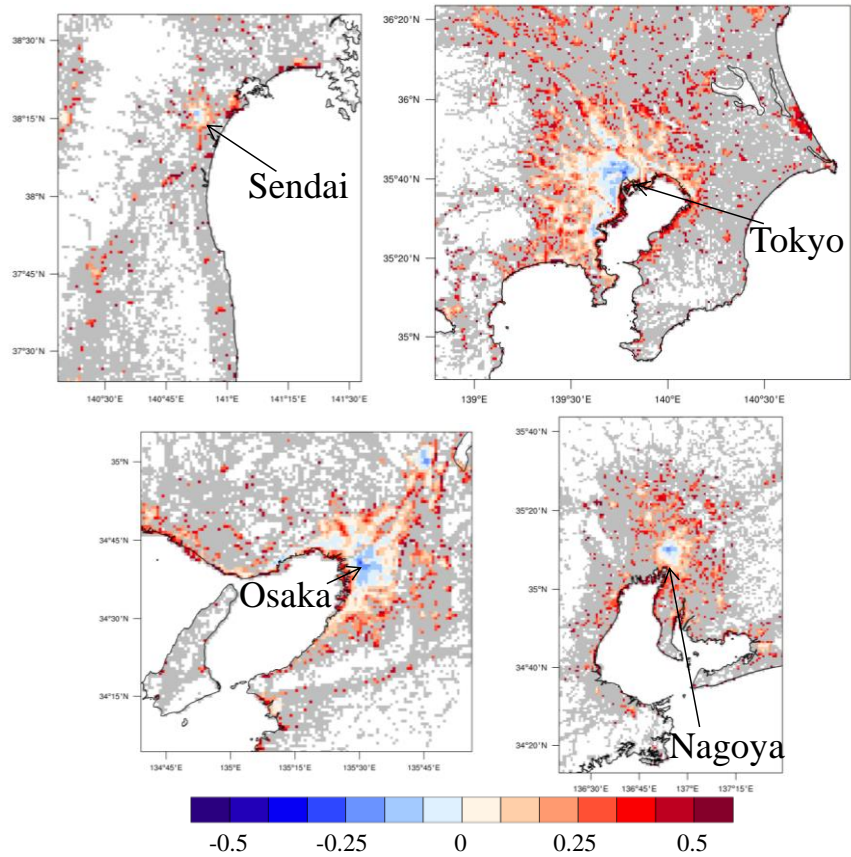 38°30'N
38°15'N
38°N
37°45'N
37°30'N
140°30'E 140°45'E 141°E 141°15'E 141°30'E
Sendai
36°20'N
36°N
35°40'N
35°20'N
35°N
139°E 139°30'E 140°E 140°30'E
Tokyo
35°N
34°45'N
34°30'N
34°15'N
134°45'E 135°E 135°15'E 135°30'E 135°45'E
Osaka
35°40'N
35°20'N
35°N
34°40'N
34°20'N
136°30'E 136°45'E 137°E 137°15'E
Nagoya
-0.5 -0.25 0 0.25 0.5